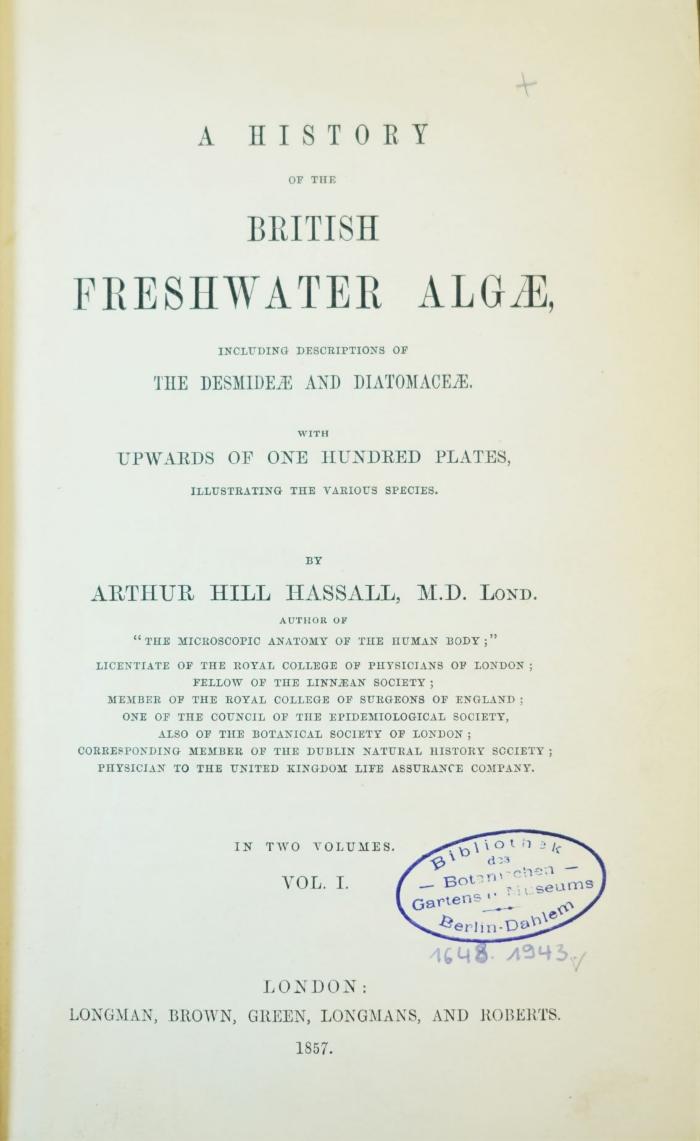 A HISTORY
OF THE
BRITISH
FRESHWATER ALGÆ,
INCLUDING DESCRIPTIONS OF
THE DESMIDEÆ AND DIATOMACEÆ.
WITH
UPWARDS OF ONE HUNDRED PLATES,
ILLUSTRATING THE VARIOUS SPECIES.
BY
ARTHUR HILL HASSALL, M.D. LOND.
AUTHOR OF
"THE MICROSCOPIC ANATOMY OF THE HUMAN BODY;"
LICENTIATE OF THE ROYAL COLLEGE OF PHYSICIANS OF LONDON;
FELLOW OF THE LINNÆAN SOCIETY;
MEMBER OF THE ROYAL COLLEGE OF SURGEONS OF ENGLAND;
ONE OF THE COUNCIL OF THE EPIDEMIOLOGICAL SOCIETY,
ALSO OF THE BOTANICAL SOCIETY OF LONDON;
CORRESPONDING MEMBER OF THE DUBLIN NATURAL HISTORY SOCIETY;
PHYSICIAN TO THE UNITED KINGDOM LIFE ASSURANCE COMPANY.
IN TWO VOLUMES.
VOL. I.
Bibliothek
des
— Botanischen —
Gartens u. Museums
Berlin-Dahlem
1648. 1943.
LONDON:
LONGMAN, BROWN, GREEN, LONGMANS, AND ROBERTS.
1857.